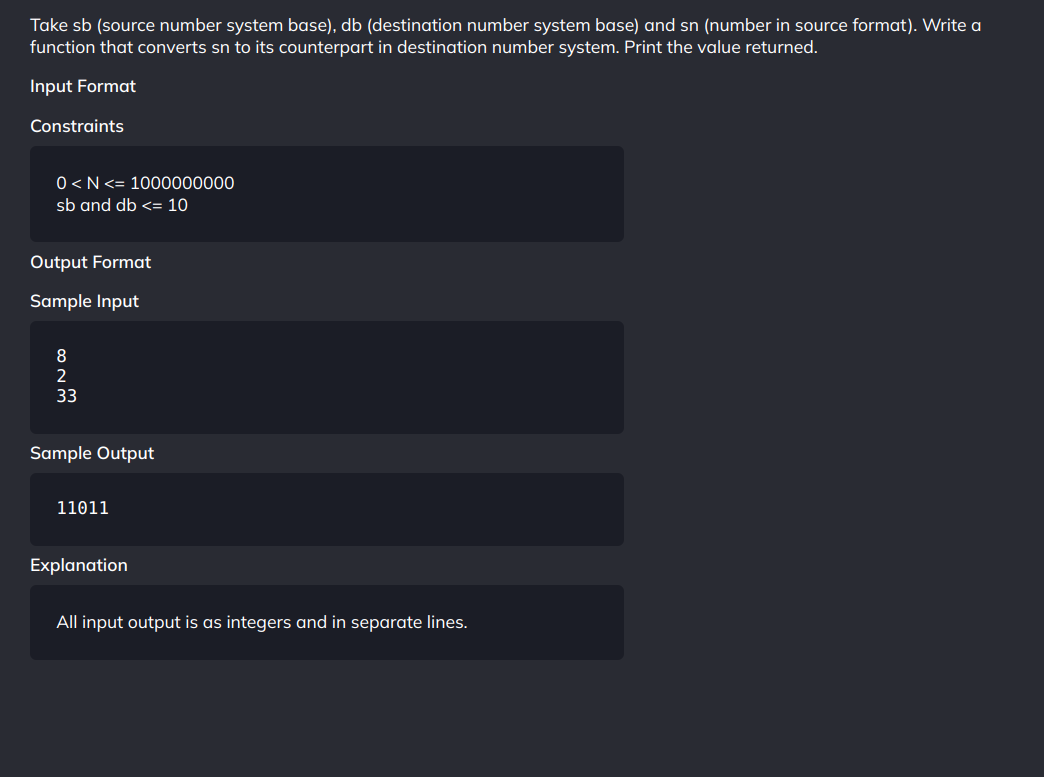 Take sb (source number system base), db (destination number system base) and sn (number in source format). Write a
function that converts sn to its counterpart in destination number system. Print the value returned.
Input Format
Constraints
0 < N <= 1000000000
sb and db <= 10
Output Format
Sample Input
8
2
33
Sample Output
11011
Explanation
All input output is as integers and in separate lines.